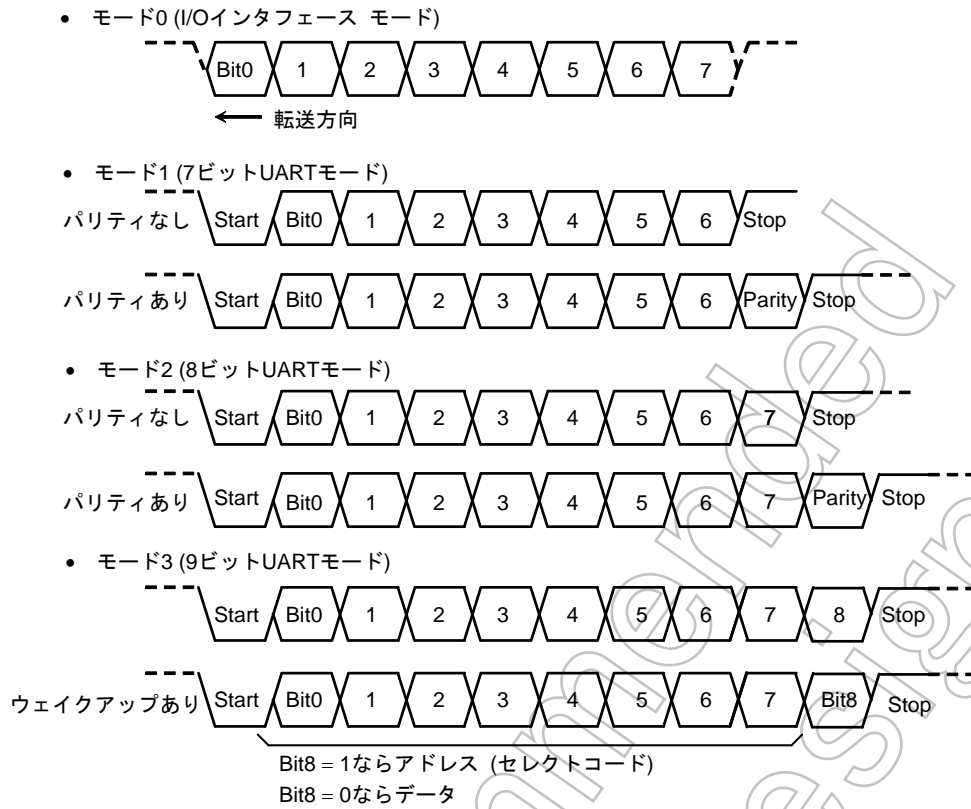 • モード0 (I/Oインタフェース モード)
Bit0 1 2 3 4 5 6 7
← 転送方向
• モード1 (7ビットUARTモード)
パリティなし Start Bit0 1 2 3 4 5 6 Stop
パリティあり Start Bit0 1 2 3 4 5 6 Parity Stop
• モード2 (8ビットUARTモード)
パリティなし Start Bit0 1 2 3 4 5 6 7 Stop
パリティあり Start Bit0 1 2 3 4 5 6 7 Parity Stop
• モード3 (9ビットUARTモード)
Start Bit0 1 2 3 4 5 6 7 8 Stop
ウェイクアップあり Start Bit0 1 2 3 4 5 6 7 Bit8 Stop
Bit8 = 1ならアドレス (セレクトコード)
Bit8 = 0ならデータ
mmended
esign